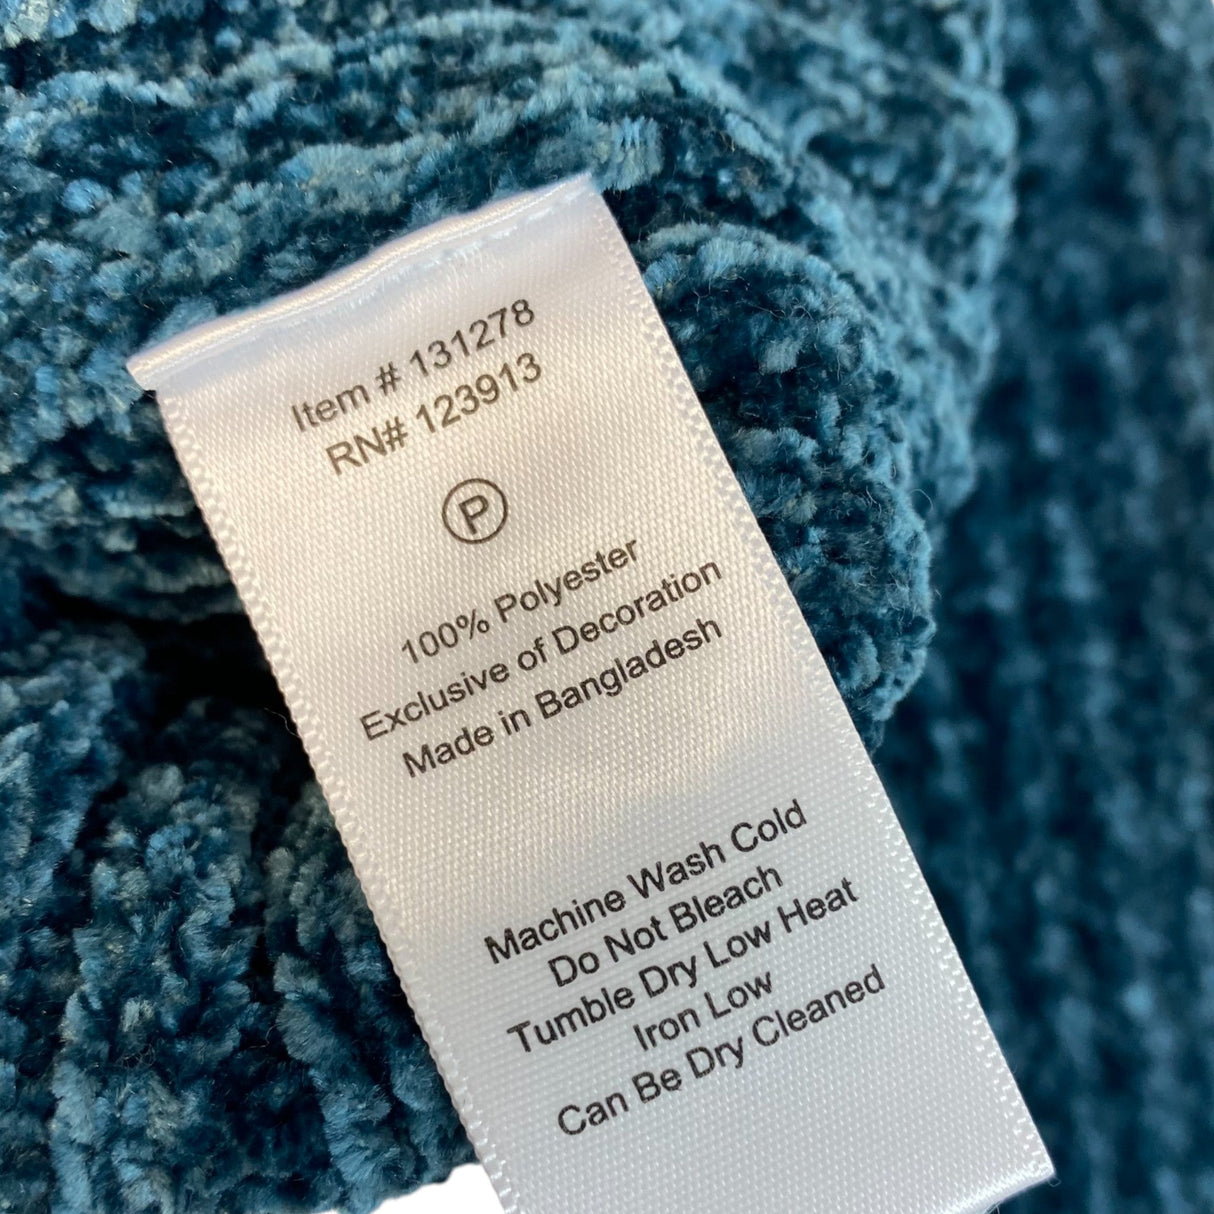 Item # 131278
RN# 123913
P
100% Polyester
Exclusive of Decoration
Made in Bangladesh
Machine Wash Cold
Do Not Bleach
Tumble Dry Low Heat
Iron Low
Can Be Dry Cleaned